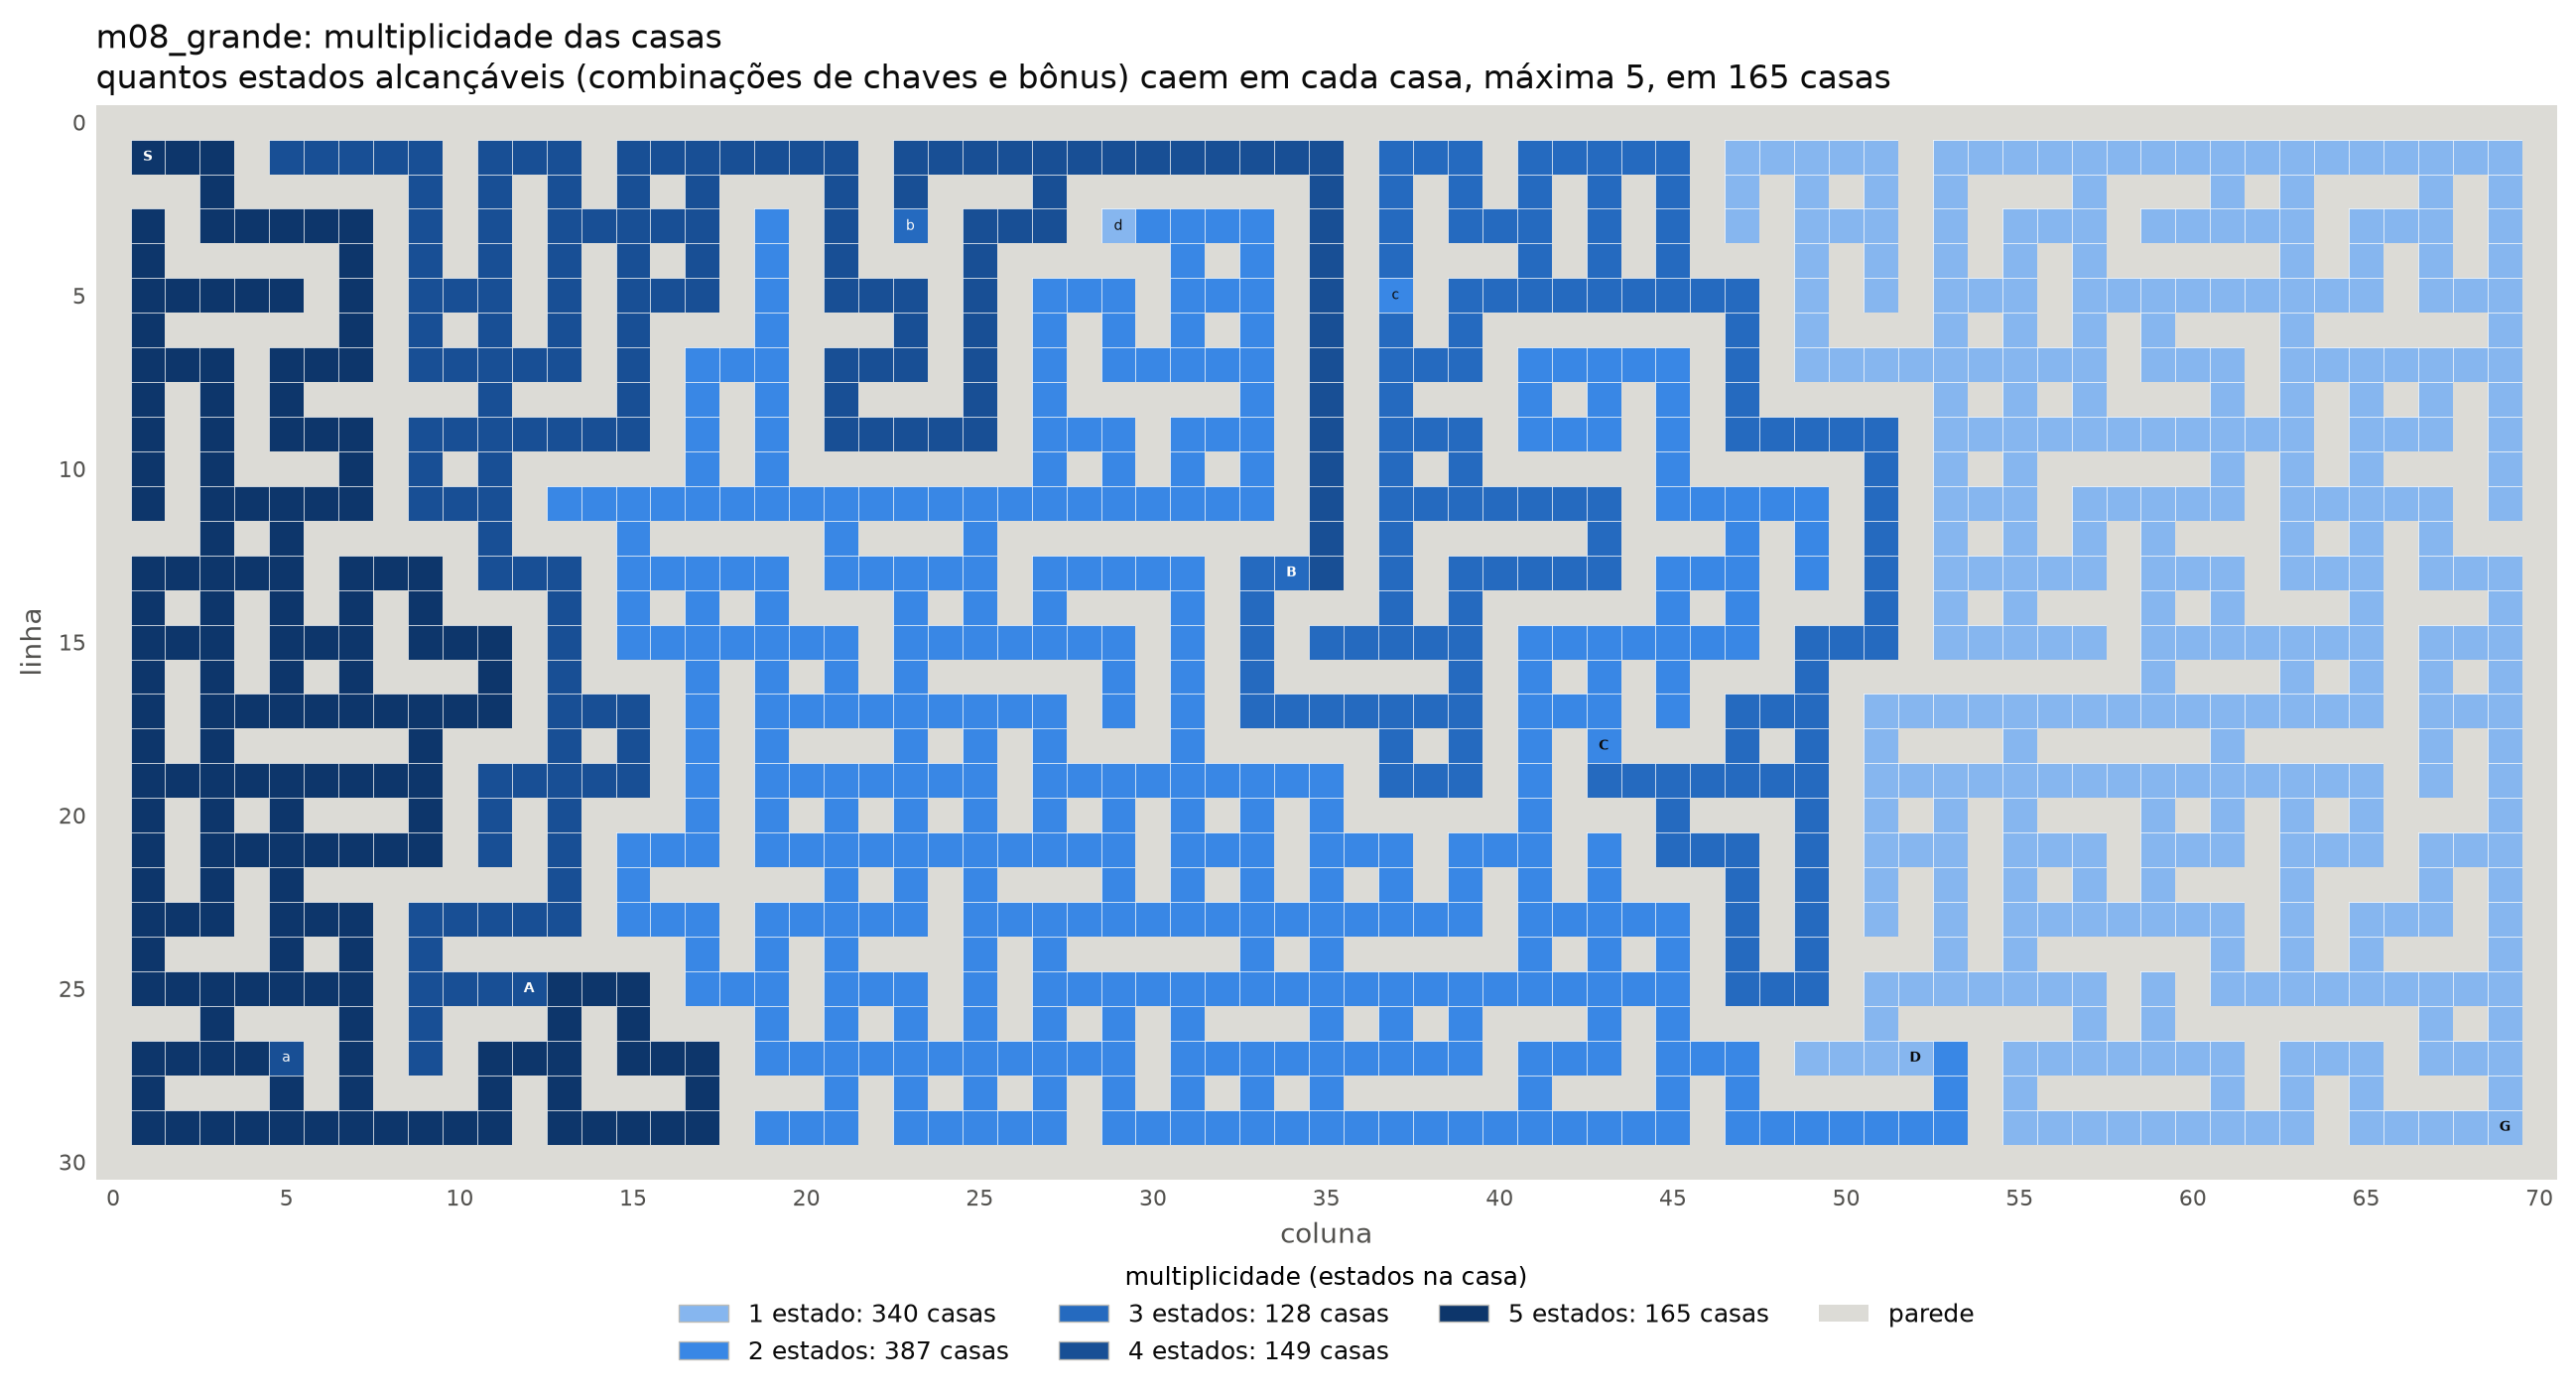 m08_grande: multiplicidade das casas
quantos estados alcançáveis (combinações de chaves e bônus) caem em cada casa, máxima 5, em 165 casas
0
S
b
d
5
c
10
B
linha
15
C
20
25
A
a
D
G
30
0 5 10 15 20 25 30 35 40 45 50 55 60 65 70
coluna
multiplicidade (estados na casa)
1 estado: 340 casas
3 estados: 128 casas
5 estados: 165 casas
parede
2 estados: 387 casas
4 estados: 149 casas